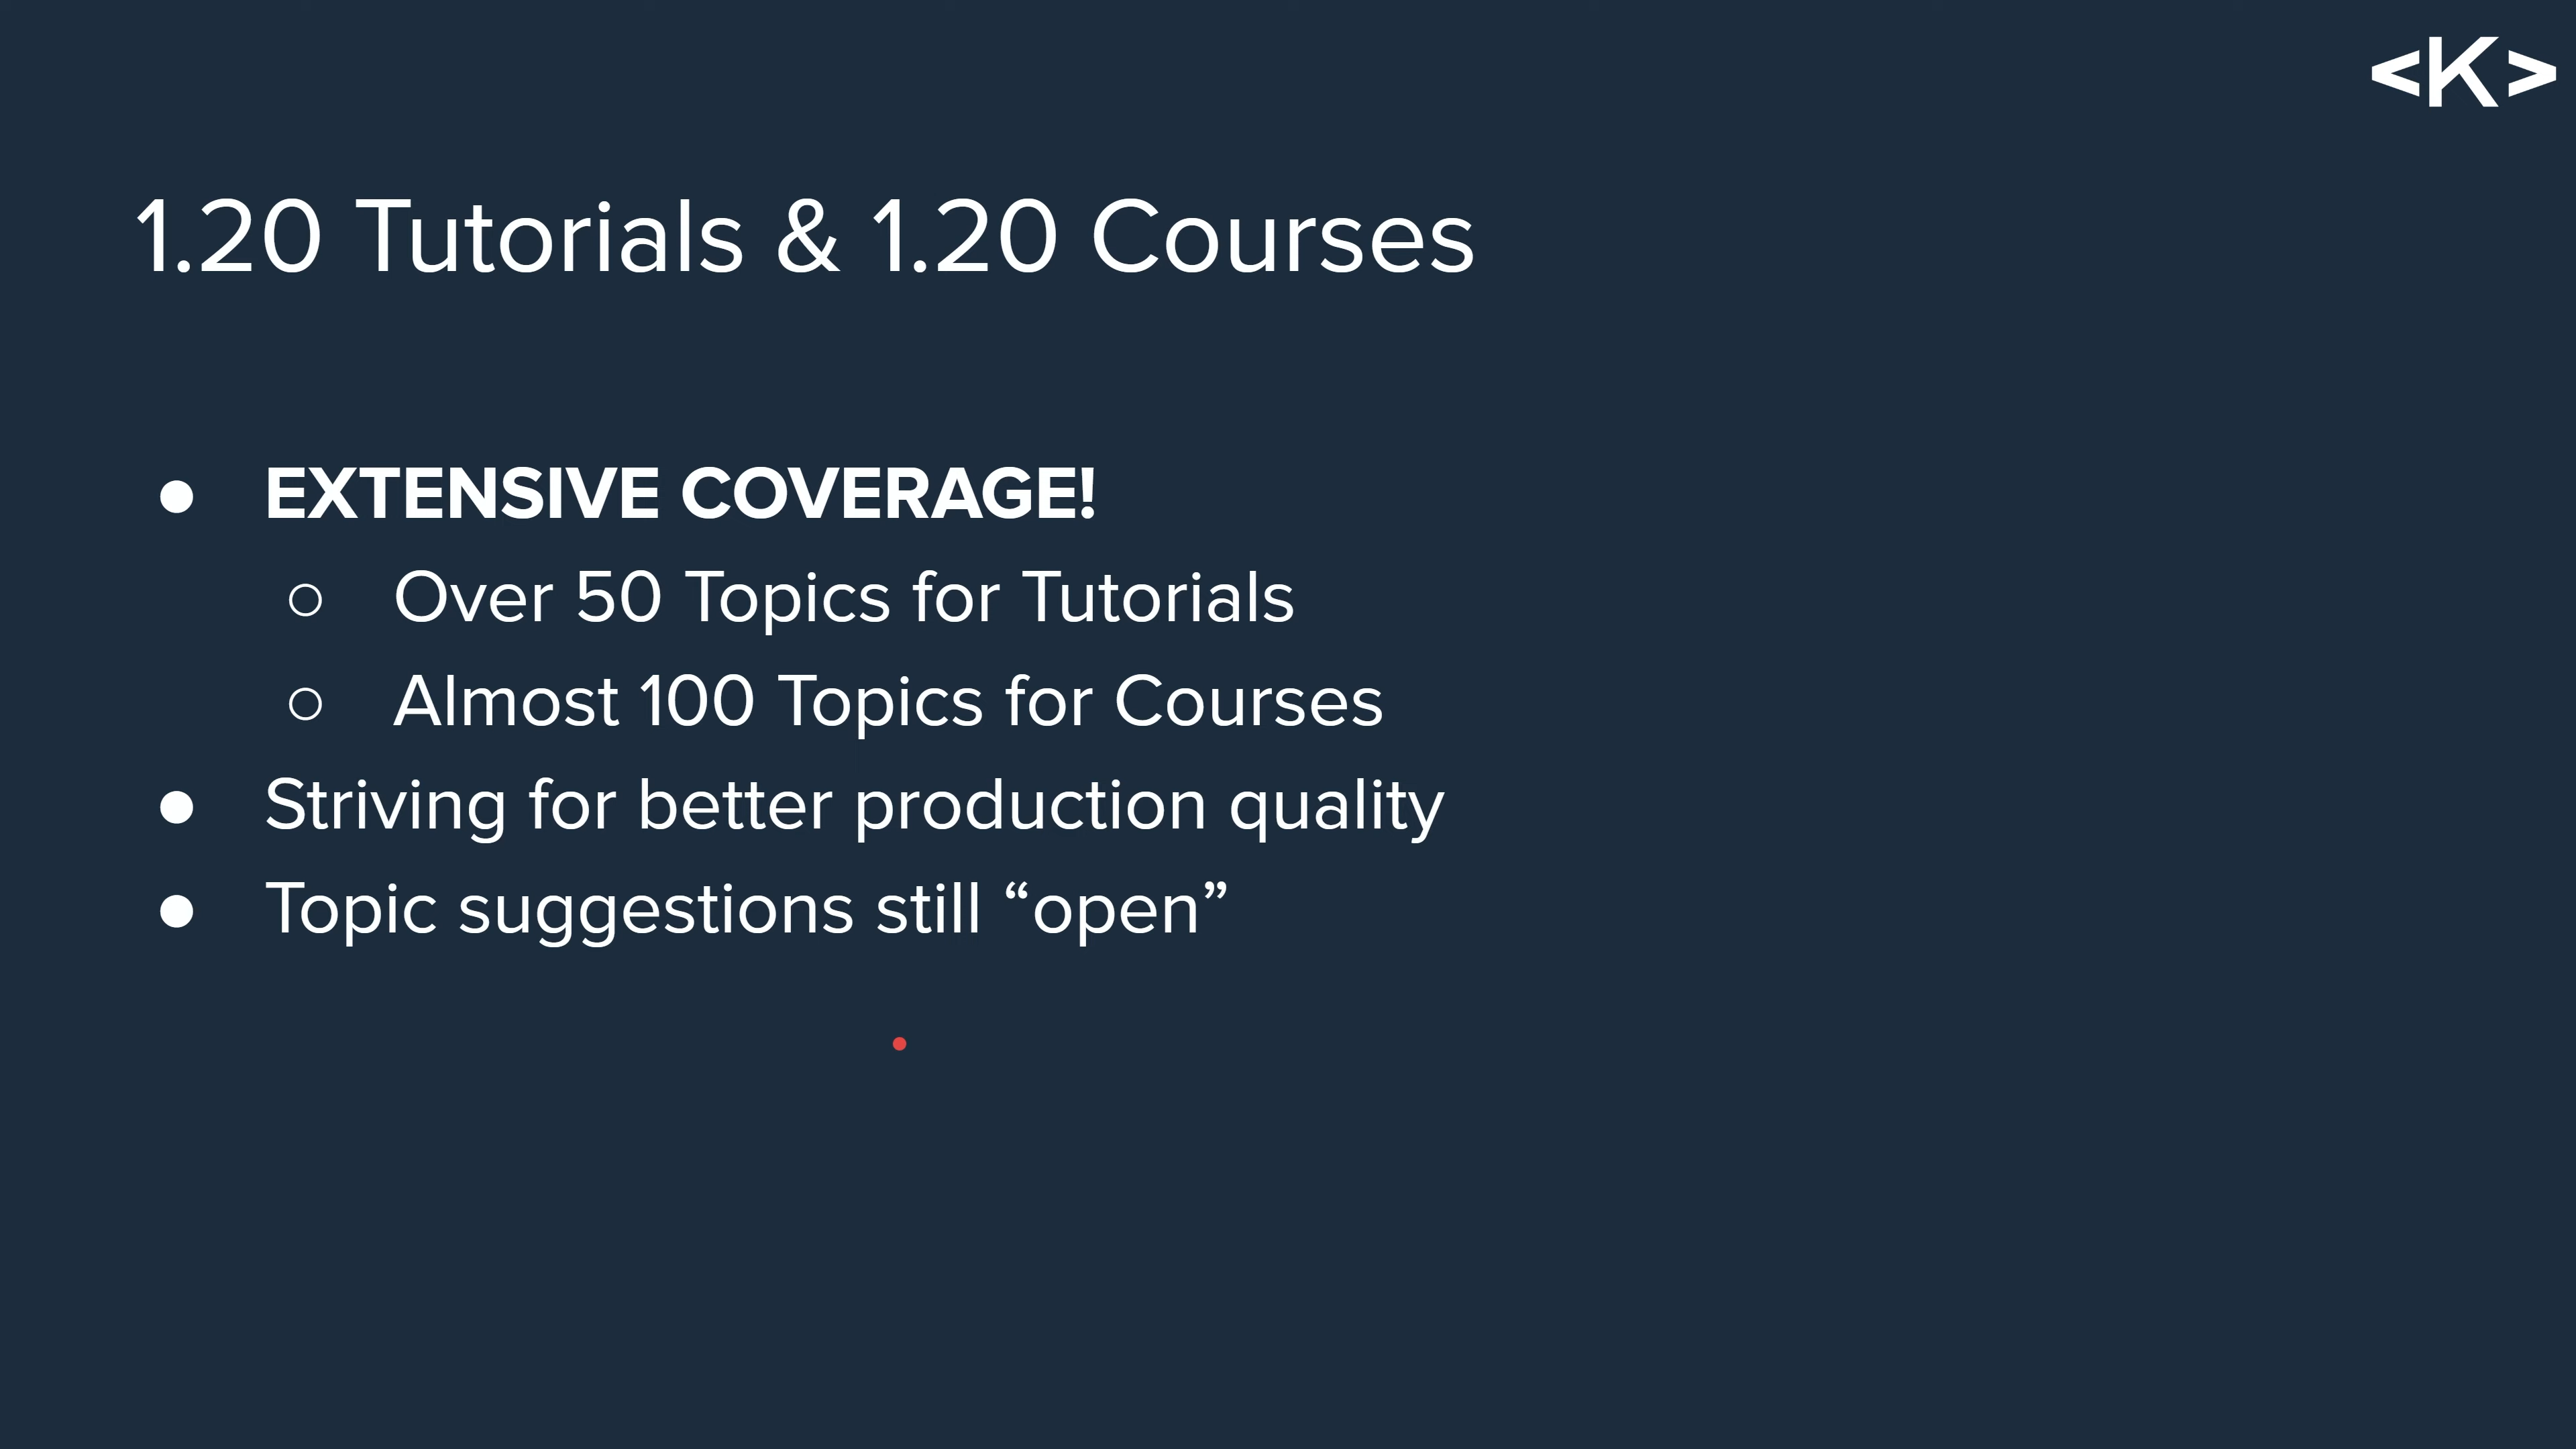 <K>
1.20 Tutorials & 1.20 Courses
● EXTENSIVE COVERAGE!
○ Over 50 Topics for Tutorials
○ Almost 100 Topics for Courses
● Striving for better production quality
● Topic suggestions still “open”